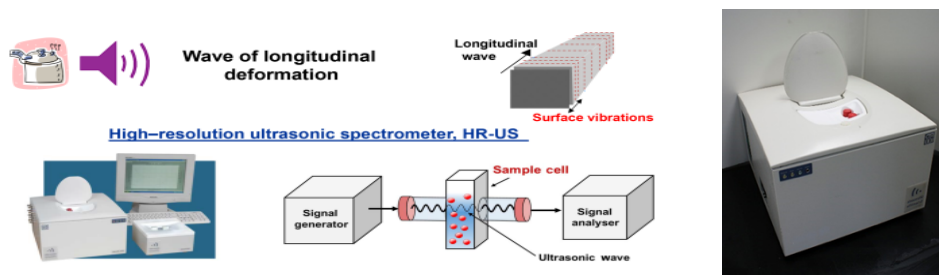 Wave of longitudinal
deformation
Longitudinal
wave
Surface vibrations
High–resolution ultrasonic spectrometer, HR-US
Sample cell
Signal
generator
Signal
analyser
Ultrasonic wave